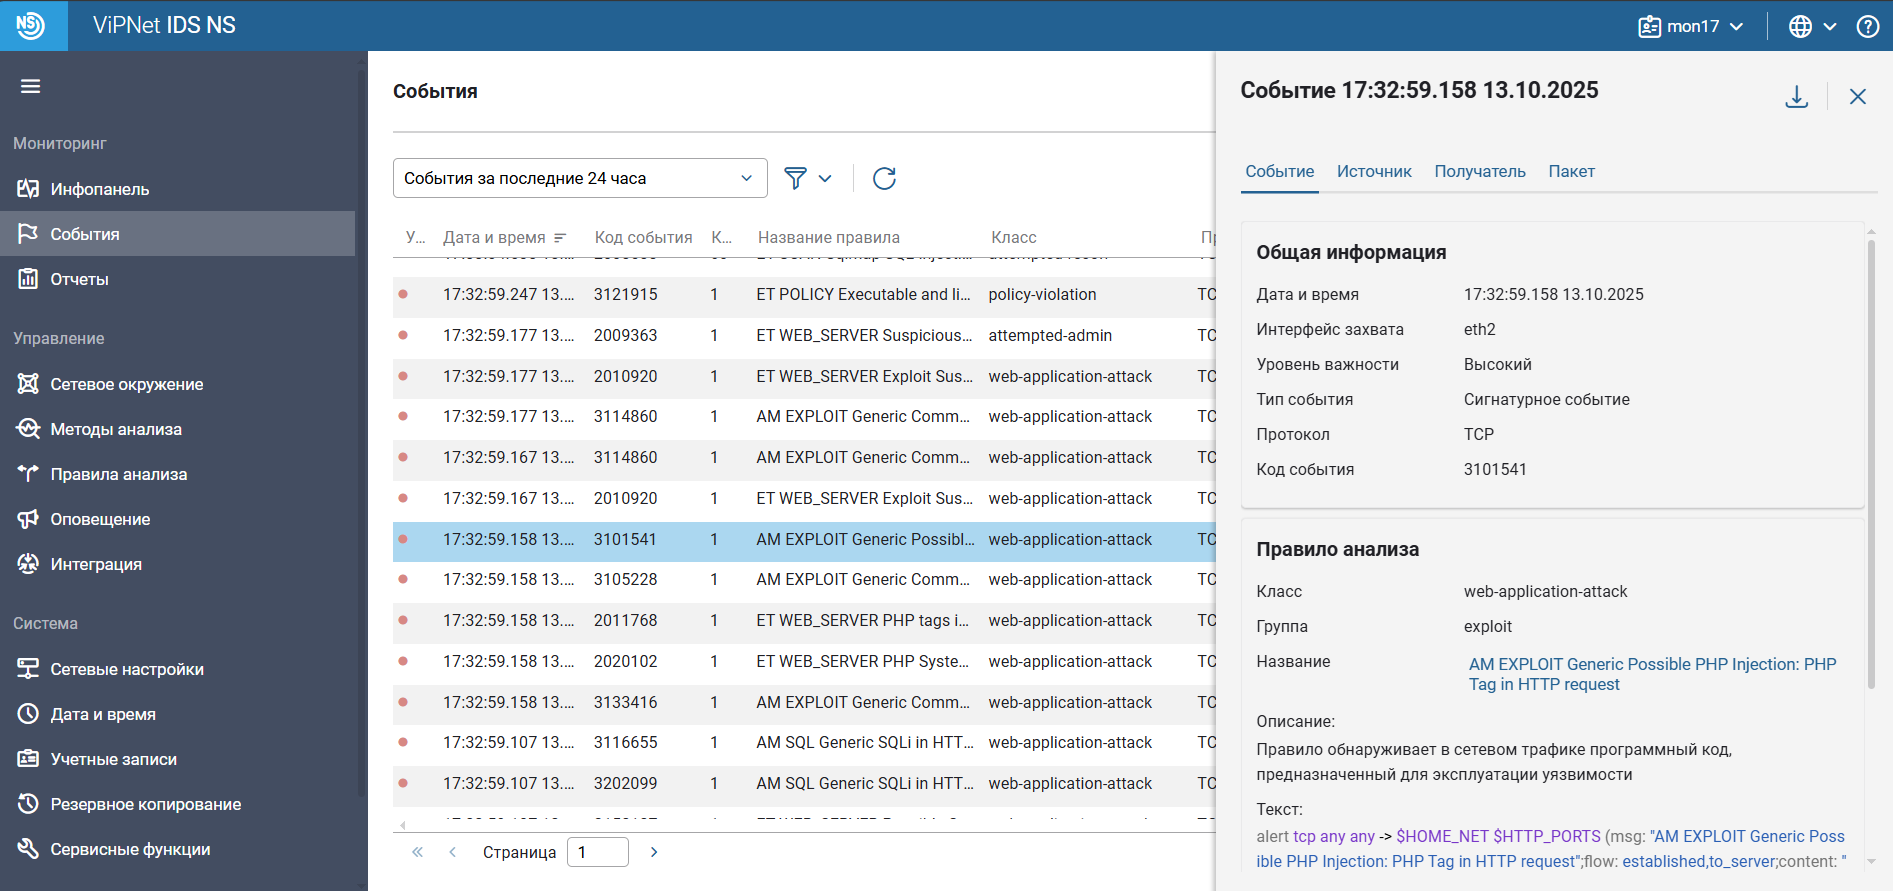 NS
ViPNet IDS NS
mon17
Мониторинг
Инфопанель
События
Отчеты
Управление
Сетевое окружение
Методы анализа
Правила анализа
Оповещение
Интеграция
Система
Сетевые настройки
Дата и время
Учетные записи
Резервное копирование
Сервисные функции
События
События за последние 24 часа
У... Дата и время Код события К... Название правила Класс
17:32:59.247 13.... 3121915 1 ET POLICY Executable and li... policy-violation TC
17:32:59.177 13.... 2009363 1 ET WEB_SERVER Suspicious... attempted-admin TC
17:32:59.177 13.... 2010920 1 ET WEB_SERVER Exploit Sus... web-application-attack TC
17:32:59.177 13.... 3114860 1 AM EXPLOIT Generic Comm... web-application-attack TC
17:32:59.167 13.... 3114860 1 AM EXPLOIT Generic Comm... web-application-attack TC
17:32:59.167 13.... 2010920 1 ET WEB_SERVER Exploit Sus... web-application-attack TC
17:32:59.158 13.... 3101541 1 AM EXPLOIT Generic Possibl... web-application-attack TC
17:32:59.158 13.... 3105228 1 AM EXPLOIT Generic Comm... web-application-attack TC
17:32:59.158 13.... 2011768 1 ET WEB_SERVER PHP tags i... web-application-attack TC
17:32:59.158 13.... 2020102 1 ET WEB_SERVER PHP Syste... web-application-attack TC
17:32:59.158 13.... 3133416 1 AM EXPLOIT Generic Comm... web-application-attack TC
17:32:59.107 13.... 3116655 1 AM SQL Generic SQLi in HTT... web-application-attack TC
17:32:59.107 13.... 3202099 1 AM SQL Generic SQLi in HTT... web-application-attack TC
Страница 1
Событие 17:32:59.158 13.10.2025
Событие Источник Получатель Пакет
Общая информация
Дата и время 17:32:59.158 13.10.2025
Интерфейс захвата eth2
Уровень важности Высокий
Тип события Сигнатурное событие
Протокол TCP
Код события 3101541
Правило анализа
Класс web-application-attack
Группа exploit
Название AM EXPLOIT Generic Possible PHP Injection: PHP
Tag in HTTP request
Описание:
Правило обнаруживает в сетевом трафике программный код,
предназначенный для эксплуатации уязвимости
Текст:
alert tcp any any -> $HOME_NET $HTTP_PORTS (msg: "AM EXPLOIT Generic Poss
ible PHP Injection: PHP Tag in HTTP request";flow: established,to_server;content: "